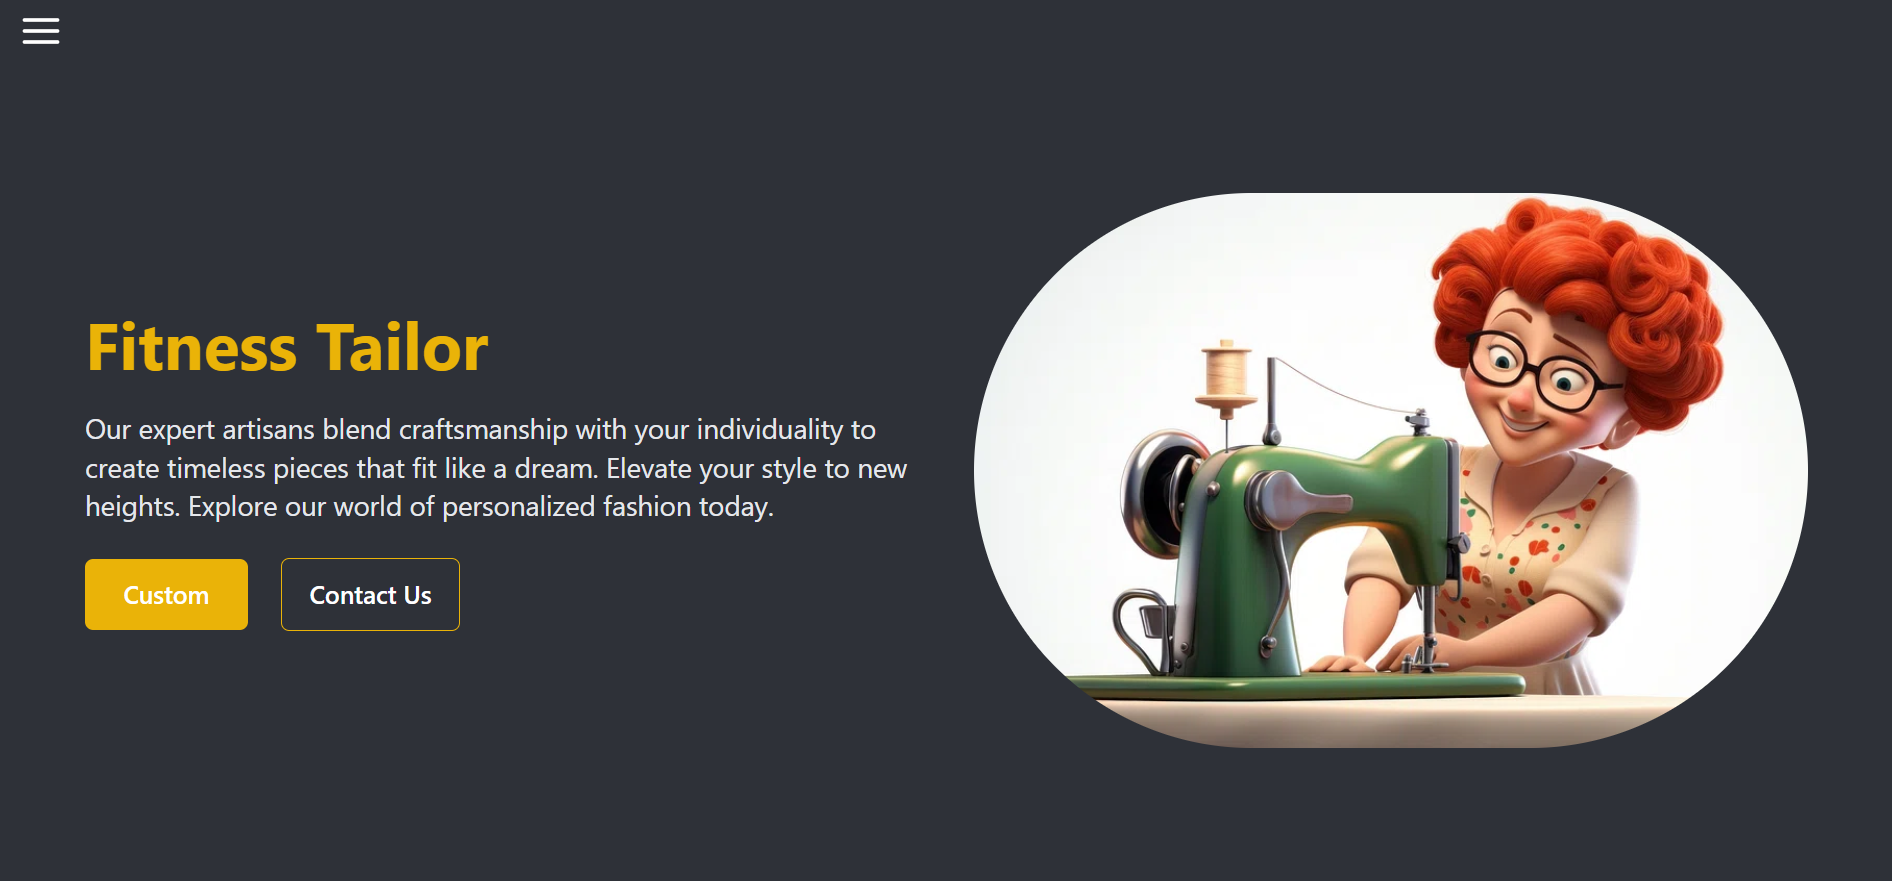 Fitness Tailor
Our expert artisans blend craftsmanship with your individuality to
create timeless pieces that fit like a dream. Elevate your style to new
heights. Explore our world of personalized fashion today.
Custom
Contact Us